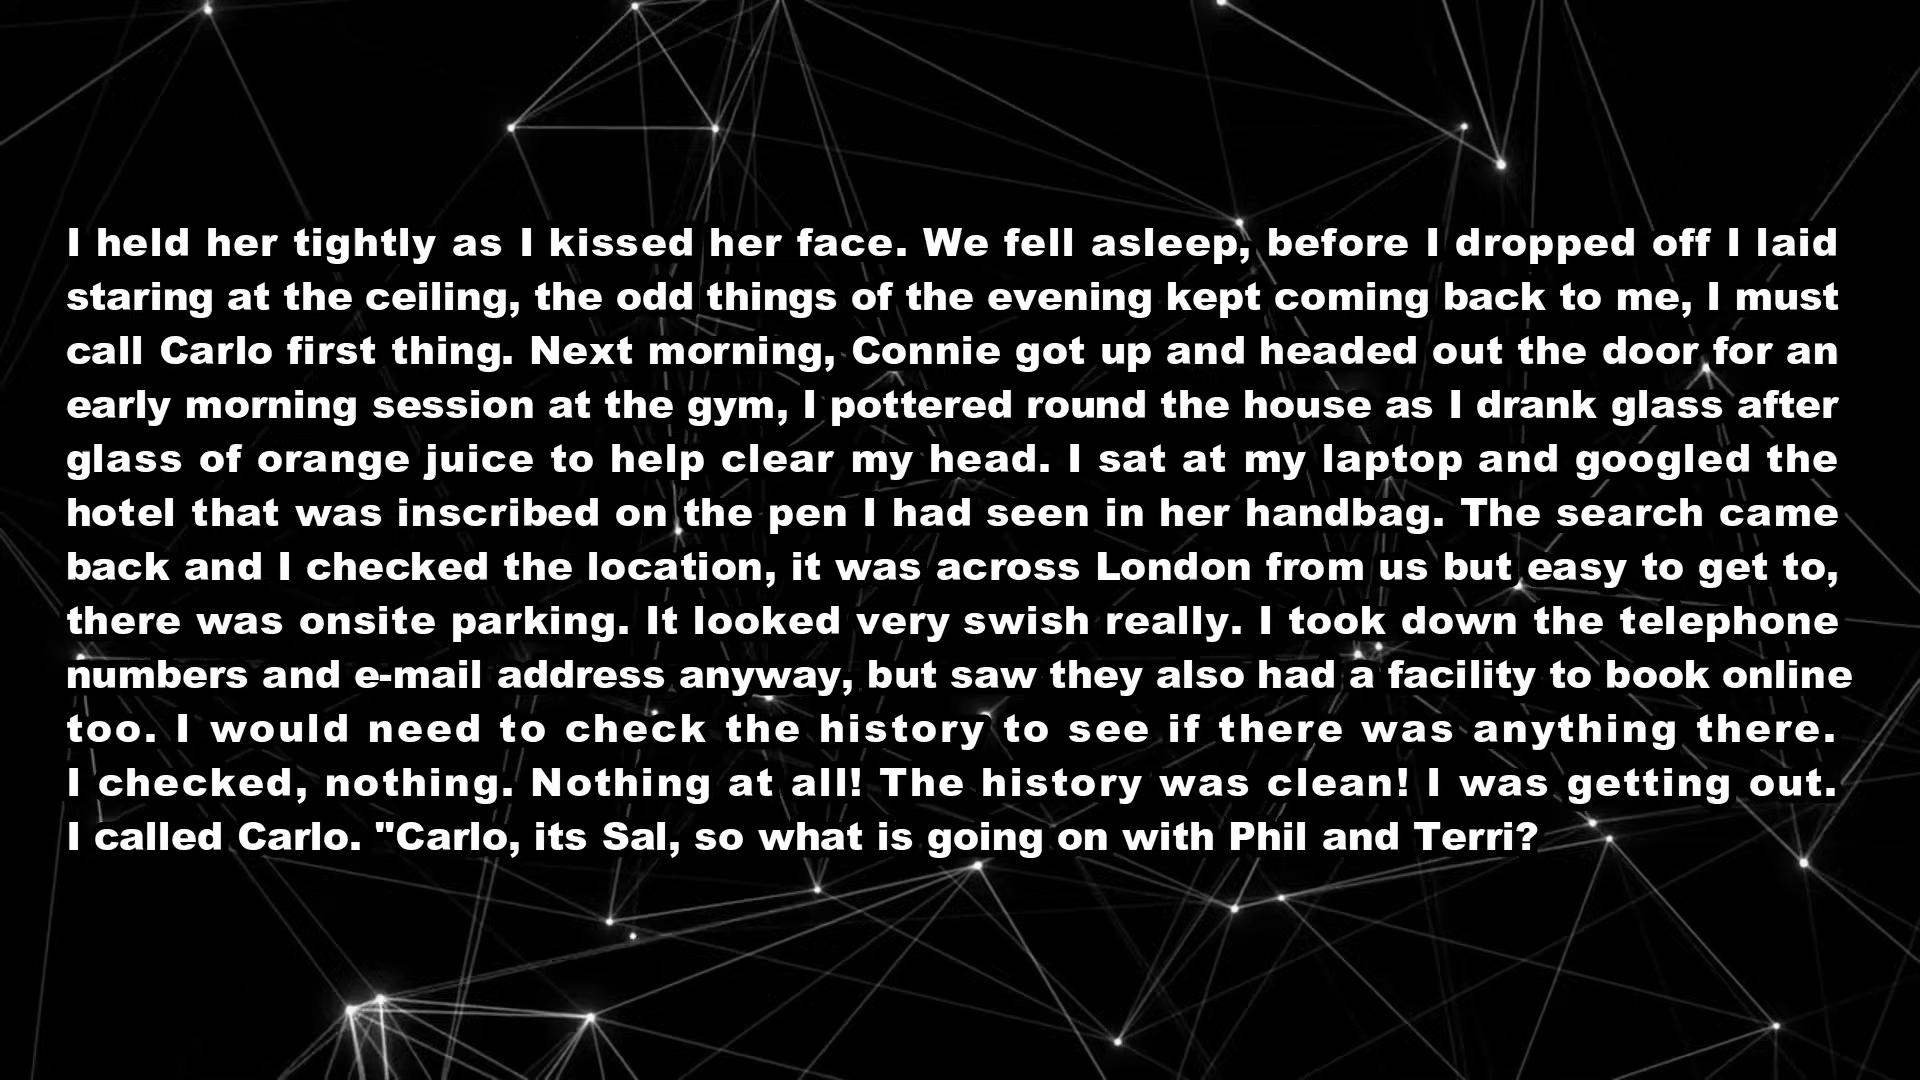 I held her tightly as I kissed her face. We fell asleep, before I dropped off I laid
staring at the ceiling, the odd things of the evening kept coming back to me, I must
call Carlo first thing. Next morning, Connie got up and headed out the door for an
early morning session at the gym, I pottered round the house as I drank glass after
glass of orange juice to help clear my head. I sat at my laptop and googled the
hotel that was inscribed on the pen I had seen in her handbag. The search came
back and I checked the location, it was across London from us but easy to get to,
there was onsite parking. It looked very swish really. I took down the telephone
numbers and e-mail address anyway, but saw they also had a facility to book online
too. I would need to check the history to see if there was anything there.
I checked, nothing. Nothing at all! The history was clean! I was getting out.
I called Carlo. "Carlo, its Sal, so what is going on with Phil and Terri?